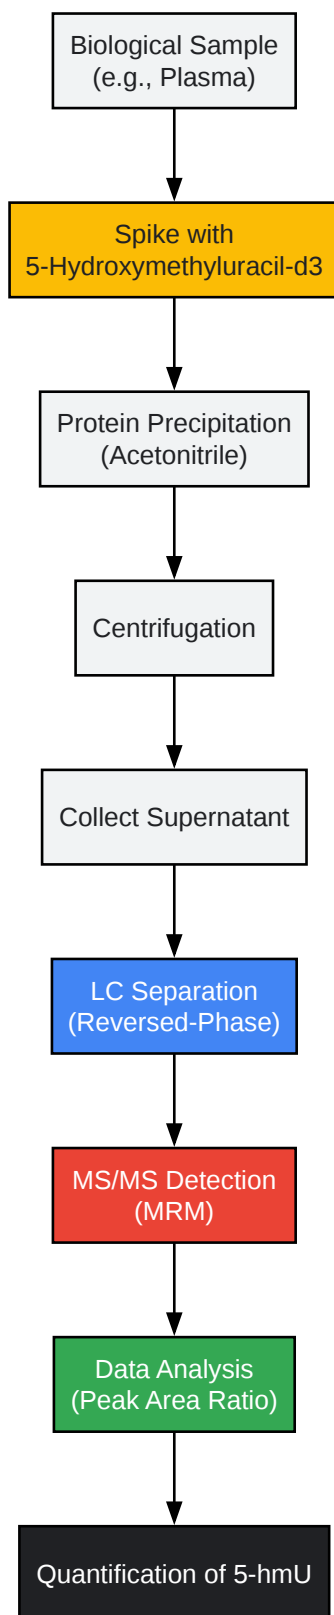 Biological Sample
(e.g., Plasma)
Spike with
5-Hydroxymethyluracil-d3
Protein Precipitation
(Acetonitrile)
Centrifugation
Collect Supernatant
LC Separation
(Reversed-Phase)
MS/MS Detection
(MRM)
Data Analysis
(Peak Area Ratio)
Quantification of 5-hmU